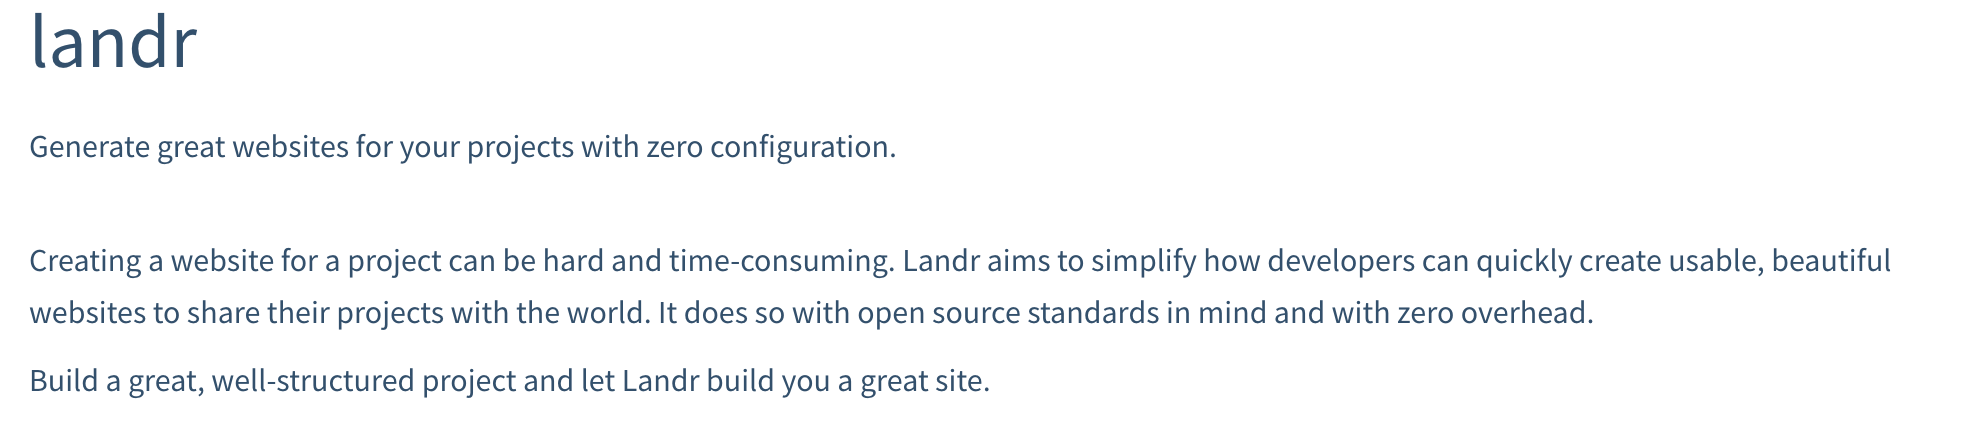 landr
Generate great websites for your projects with zero configuration.
Creating a website for a project can be hard and time-consuming. Landr aims to simplify how developers can quickly create usable, beautiful
websites to share their projects with the world. It does so with open source standards in mind and with zero overhead.
Build a great, well-structured project and let Landr build you a great site.